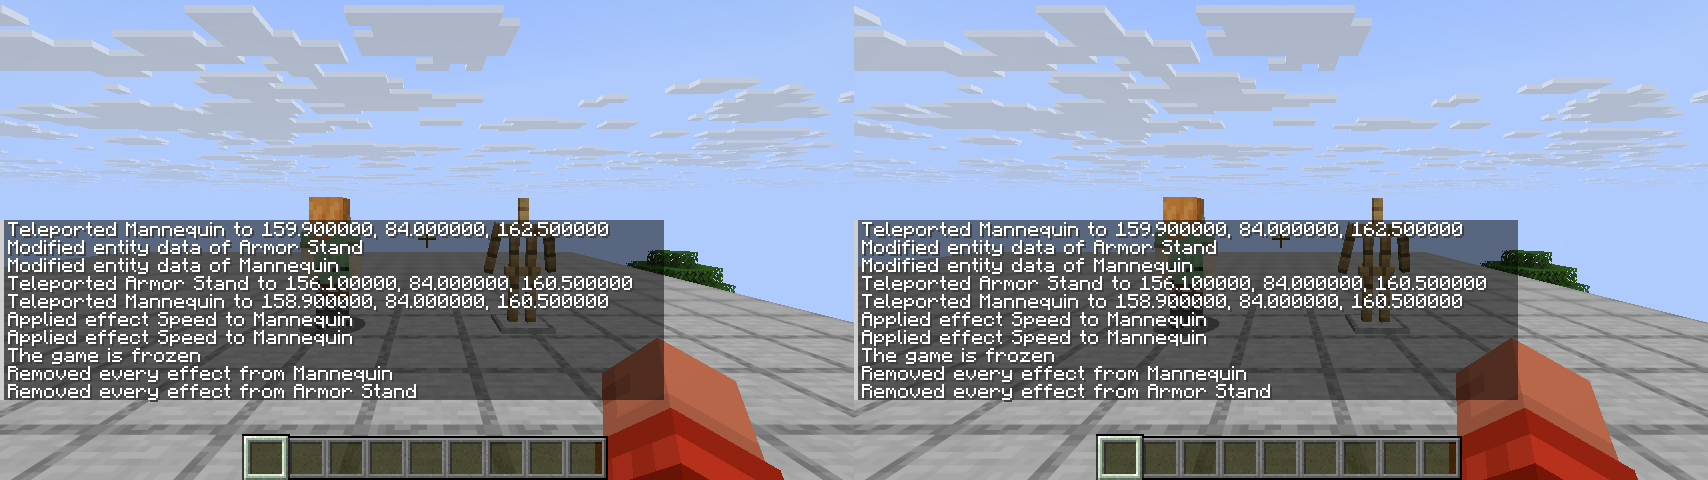 Teleported Mannequin to 159.900000, 84.000000, 162.500000
Modified entity data of Armor Stand
Modified entity data of Mannequin
Teleported Armor Stand to 156.100000, 84.000000, 160.500000
Teleported Mannequin to 158.900000, 84.000000, 160.500000
Applied effect Speed to Mannequin
Applied effect Speed to Mannequin
The game is frozen
Removed every effect from Mannequin
Removed every effect from Armor Stand
Teleported Mannequin to 159.900000, 84.000000, 162.500000
Modified entity data of Armor Stand
Modified entity data of Mannequin
Teleported Armor Stand to 156.100000, 84.000000, 160.500000
Teleported Mannequin to 158.900000, 84.000000, 160.500000
Applied effect Speed to Mannequin
Applied effect Speed to Mannequin
The game is frozen
Removed every effect from Mannequin
Removed every effect from Armor Stand